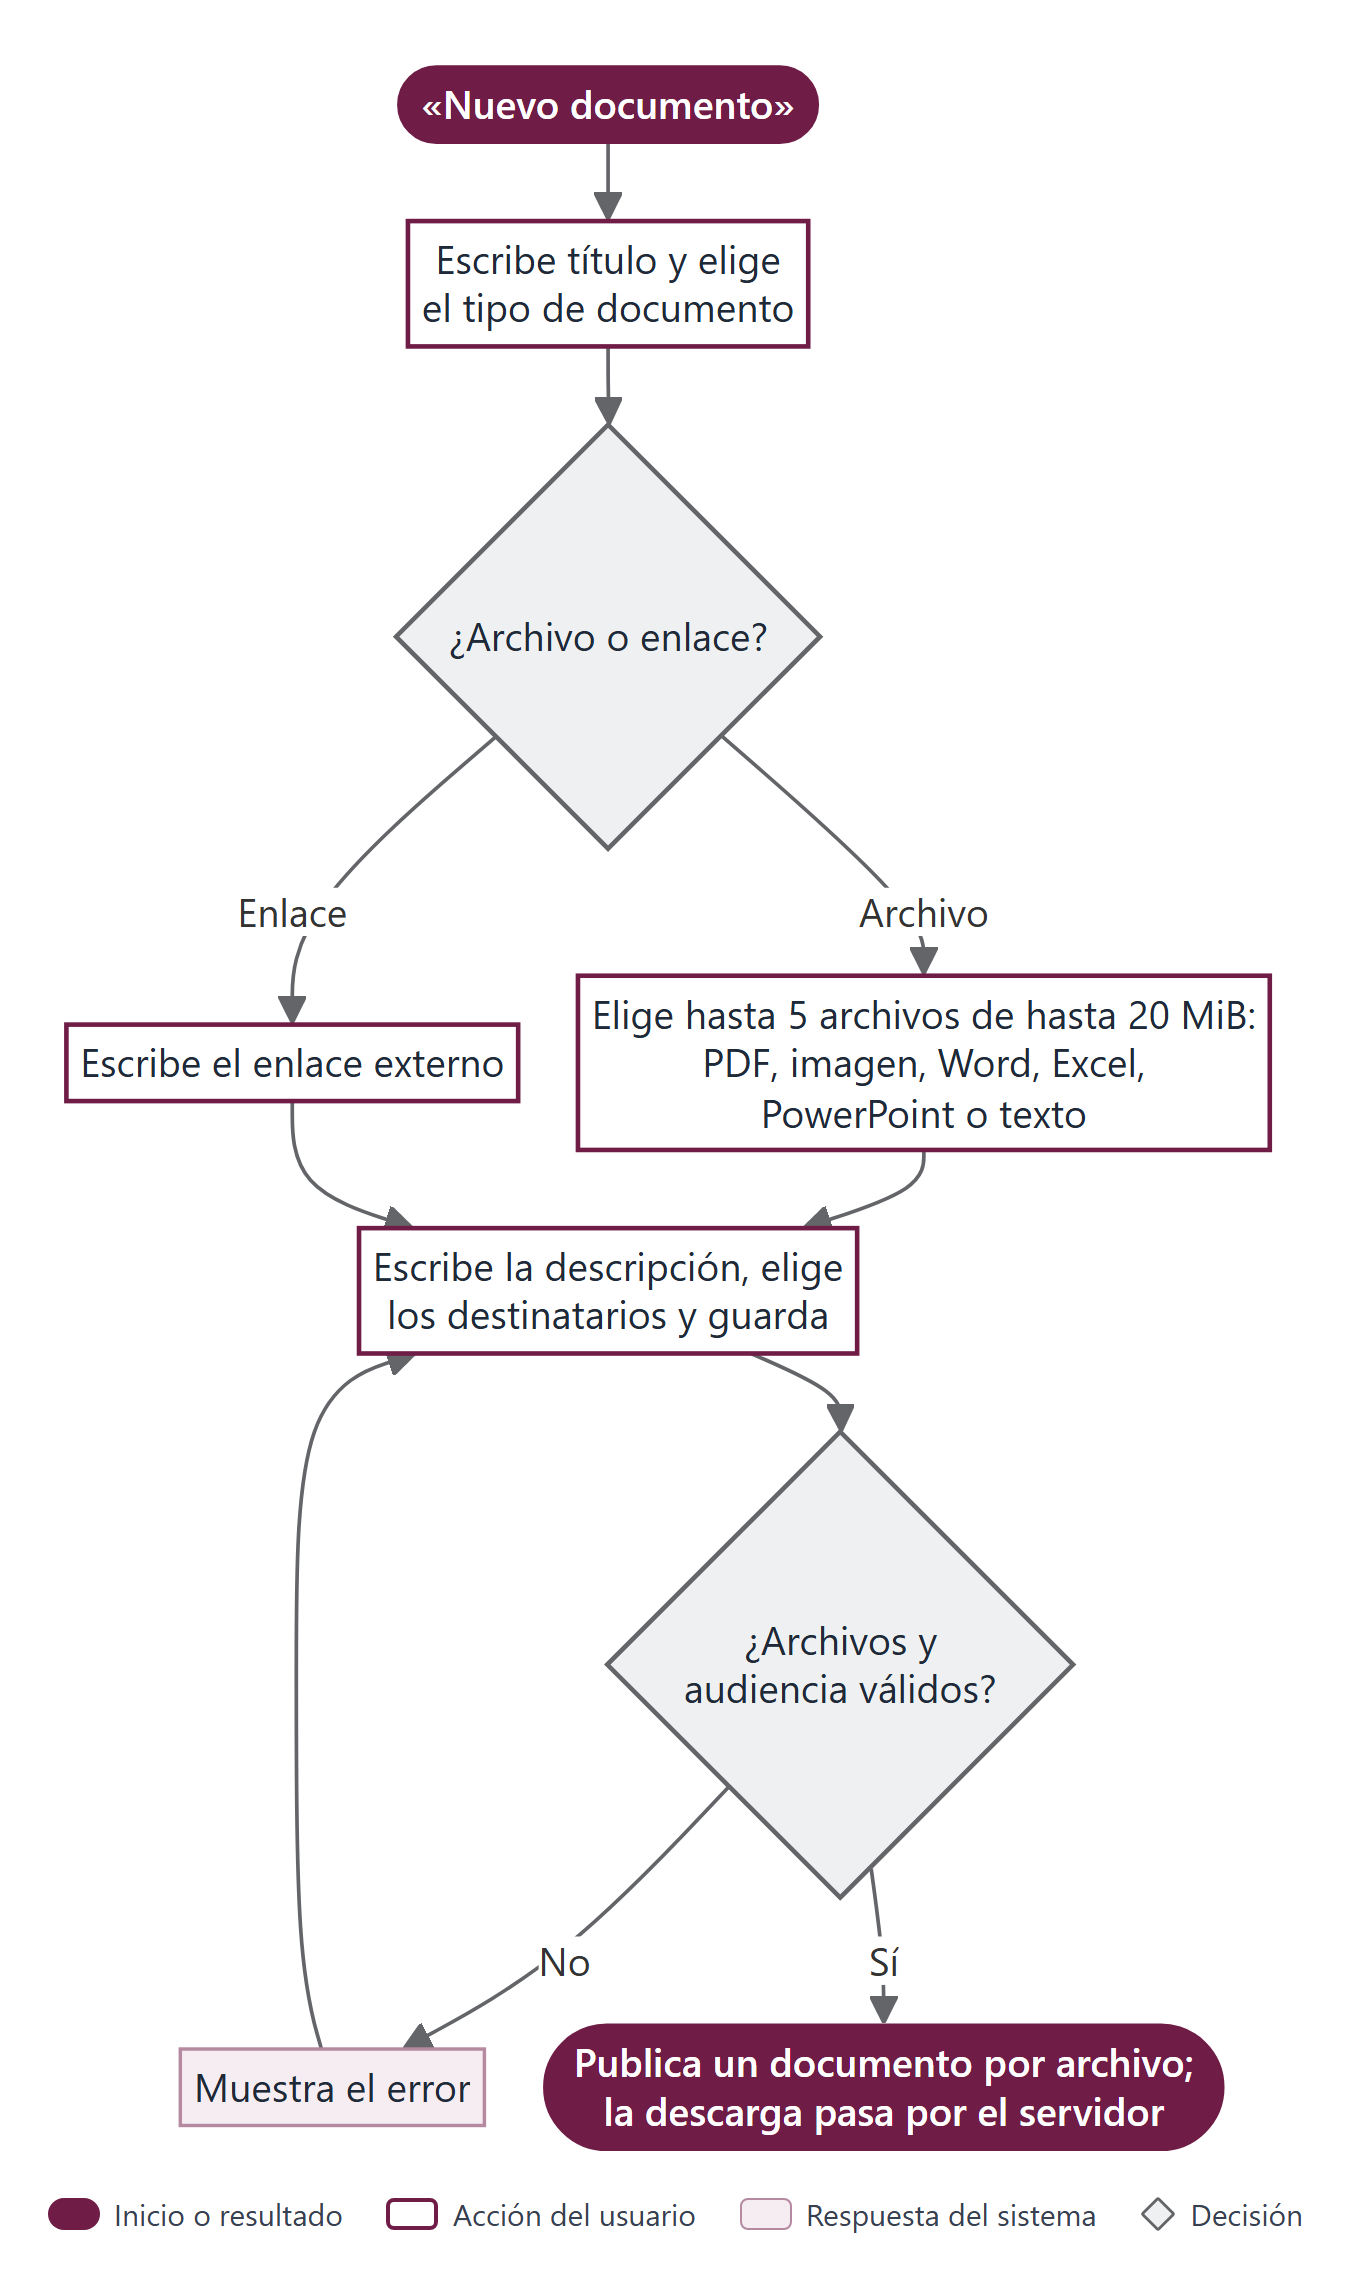 «Nuevo documento»
Escribe título y elige
el tipo de documento
¿Archivo o enlace?
Enlace
Archivo
Escribe el enlace externo
Elige hasta 5 archivos de hasta 20 MiB:
PDF, imagen, Word, Excel,
PowerPoint o texto
Escribe la descripción, elige
los destinatarios y guarda
¿Archivos y
audiencia válidos?
No
Sí
Muestra el error
Publica un documento por archivo;
la descarga pasa por el servidor
Inicio o resultado
Acción del usuario
Respuesta del sistema
Decisión